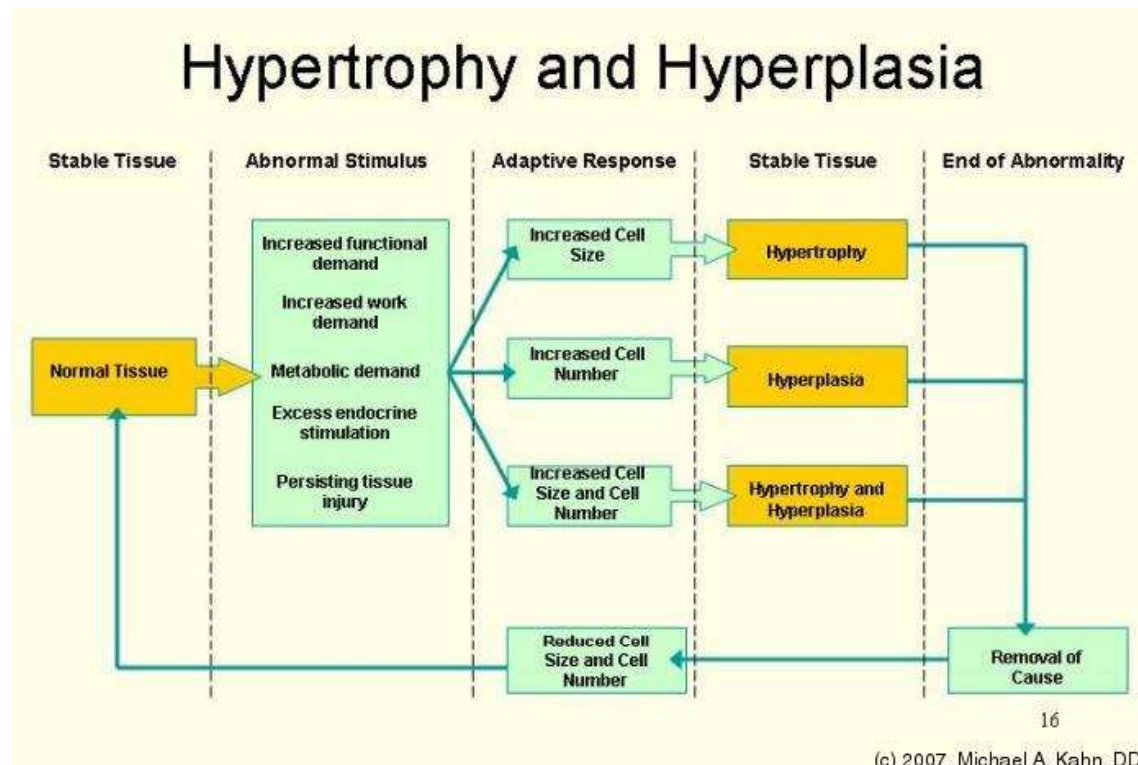 Hypertrophy and Hyperplasia
Stable Tissue
Abnormal Stimulus
Adaptive Response
Stable Tissue
End of Abnormality
Normal Tissue
Increased functional
demand
Increased work
demand
Metabolic demand
Excess endocrine
stimulation
Persisting tissue
injury
Increased Cell
Size
Increased Cell
Number
Increased Cell
Size and Cell
Number
Hypertrophy
Hyperplasia
Hypertrophy and
Hyperplasia
Reduced Cell
Size and Cell
Number
Removal of
Cause
16
(c) 2007, Michael A. Kahn, DD